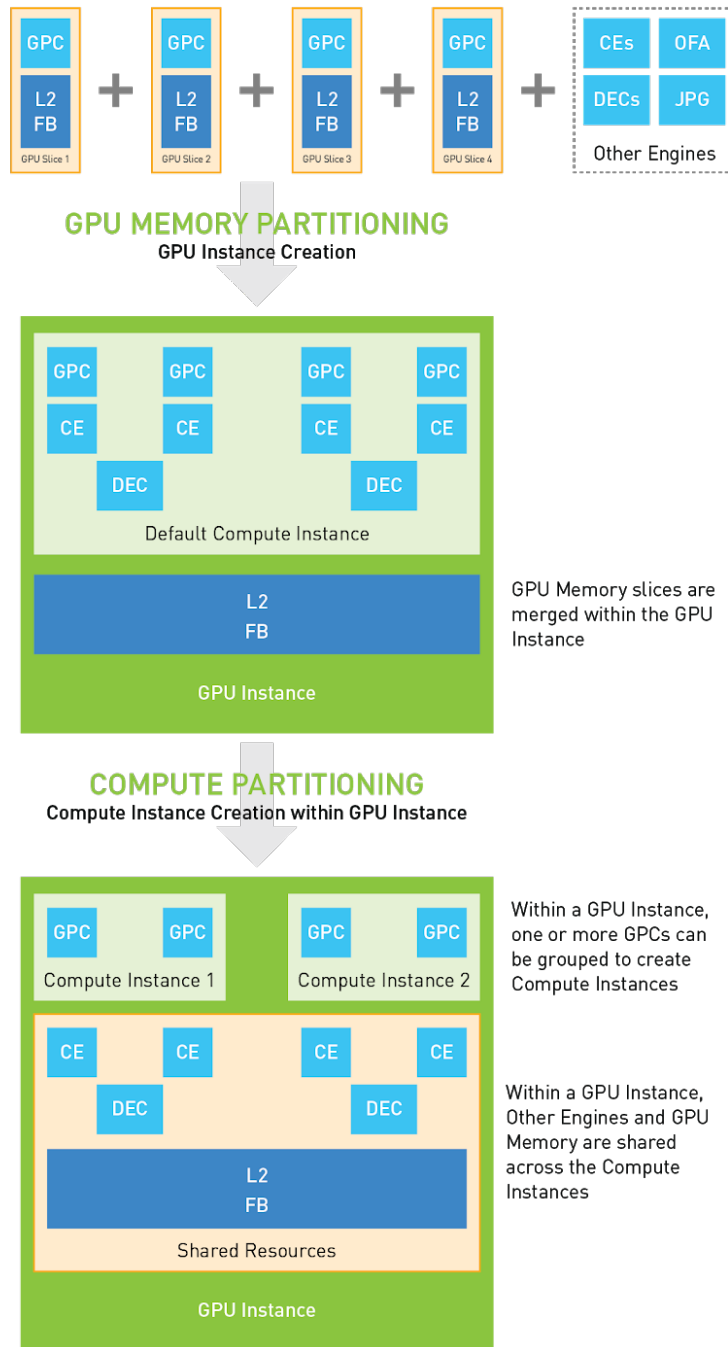 GPC
GPC
GPC
GPC
CEs
OFA
L2
FB
L2
FB
L2
FB
L2
FB
DECs
JPG
GPU Slice 1
GPU Slice 2
GPU Slice 3
GPU Slice 4
Other Engines
GPU MEMORY PARTITIONING
GPU Instance Creation
GPC
GPC
GPC
GPC
CE
CE
CE
CE
DEC
DEC
Default Compute Instance
L2
FB
GPU Instance
GPU Memory slices are
merged within the GPU
Instance
COMPUTE PARTITIONING
Compute Instance Creation within GPU Instance
GPC
GPC
GPC
GPC
Compute Instance 1
Compute Instance 2
Within a GPU Instance,
one or more GPCs can
be grouped to create
Compute Instances
CE
CE
CE
CE
DEC
DEC
L2
FB
Shared Resources
GPU Instance
Within a GPU Instance,
Other Engines and GPU
Memory are shared
across the Compute
Instances